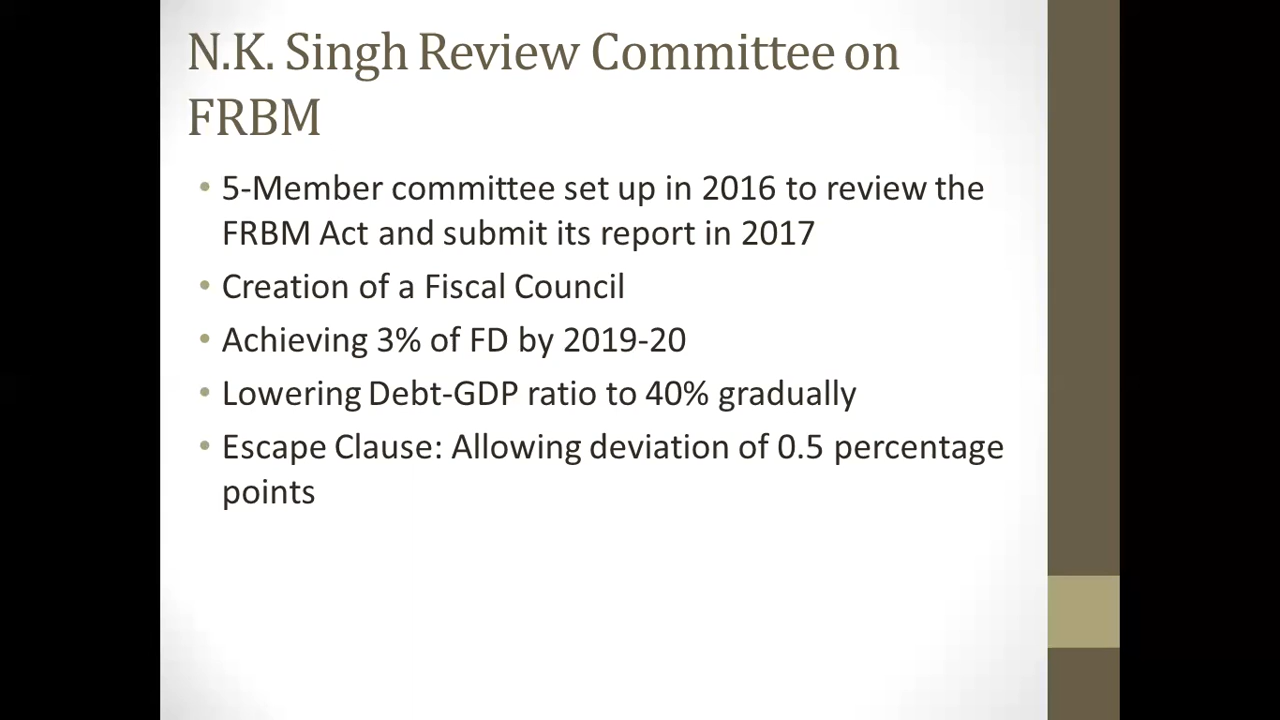 N.K. Singh Review Committee on
FRBM
• 5-Member committee set up in 2016 to review the
FRBM Act and submit its report in 2017
• Creation of a Fiscal Council
• Achieving 3% of FD by 2019-20
• Lowering Debt-GDP ratio to 40% gradually
• Escape Clause: Allowing deviation of 0.5 percentage
points